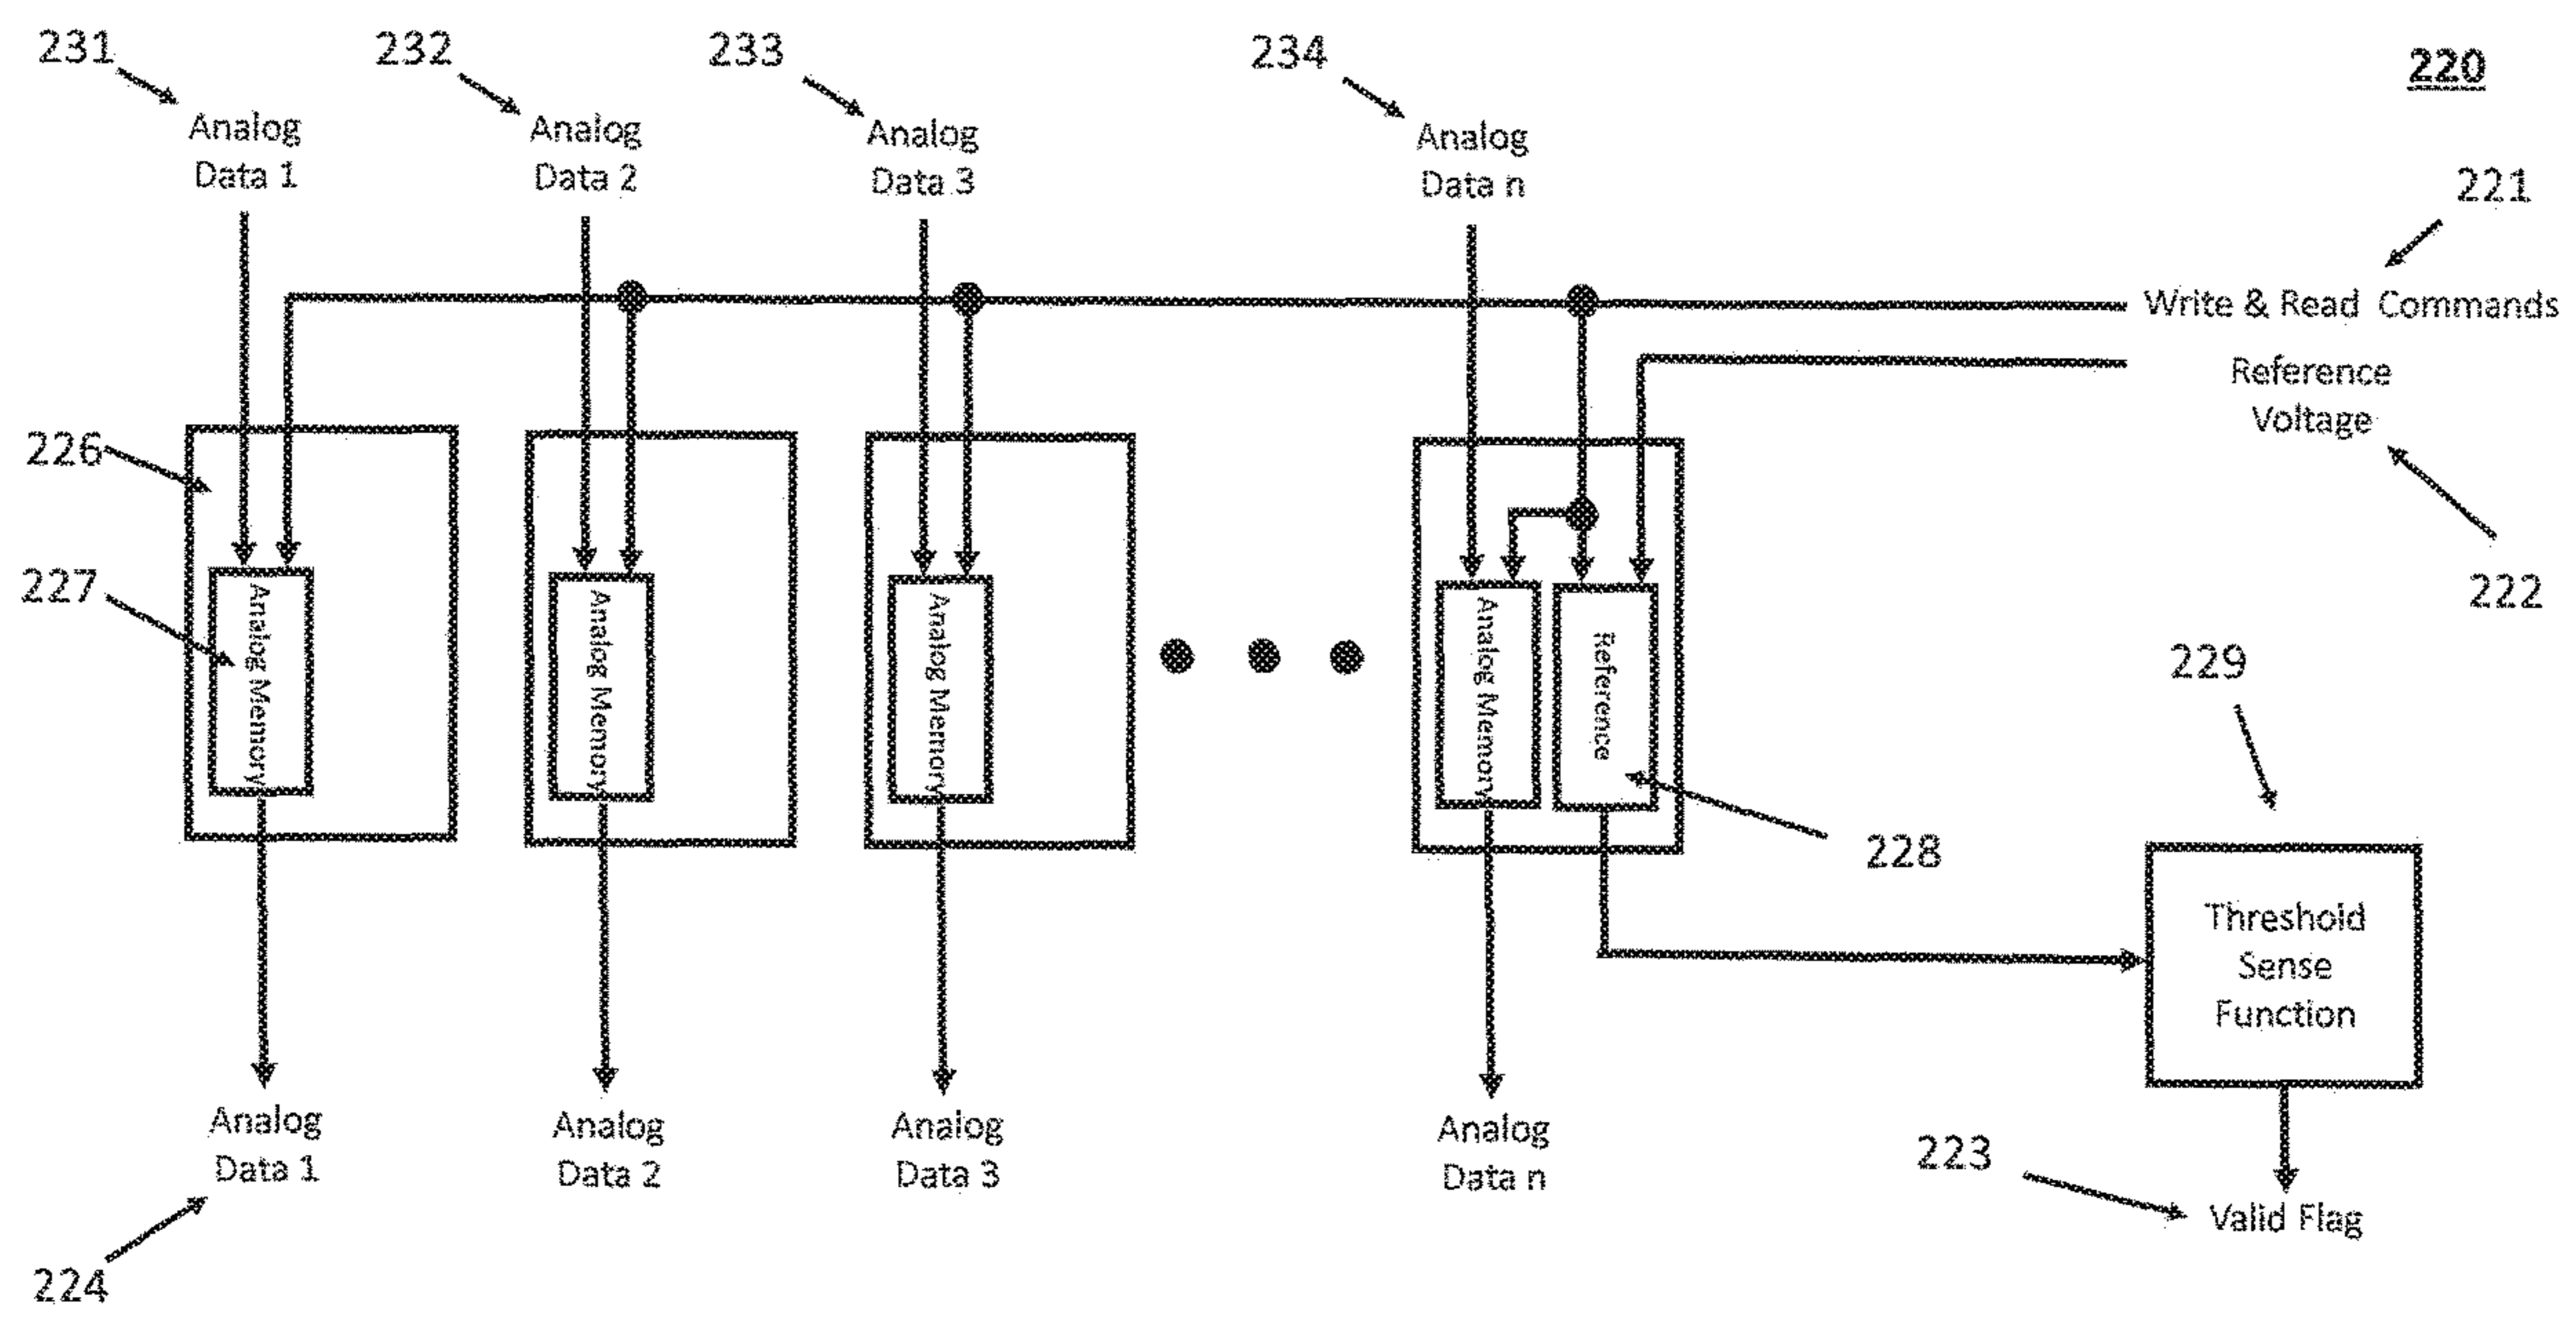 231
232
233
234
220
Analog
Data 1
Analog
Data 2
Analog
Data 3
Analog
Data n
221
Write & Read Commands
Reference
Voltage
222
226
227
Analog Memory
Analog Memory
Analog Memory
Analog Memory
Reference
228
229
Threshold
Sense
Function
Analog
Data 1
Analog
Data 2
Analog
Data 3
Analog
Data n
223
Valid Flag
224